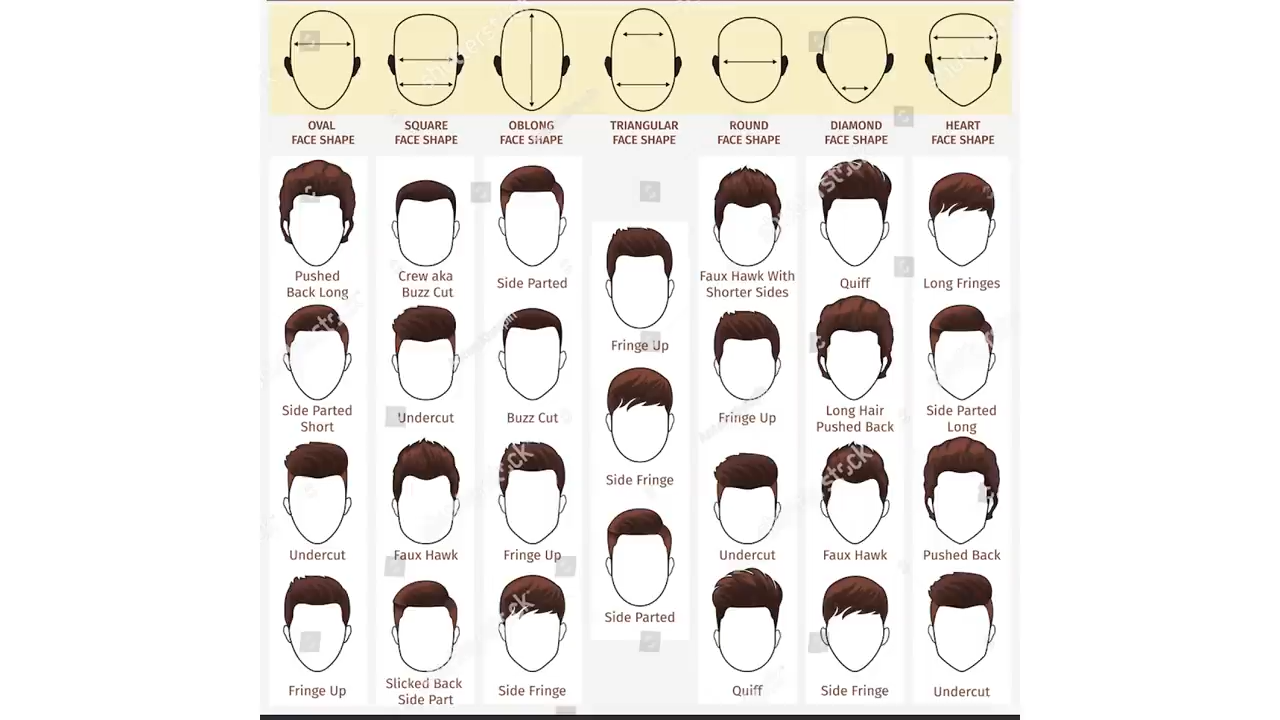 OVAL
FACE SHAPE
SQUARE
FACE SHAPE
OBLONG
FACE SHAPE
TRIANGULAR
FACE SHAPE
ROUND
FACE SHAPE
DIAMOND
FACE SHAPE
HEART
FACE SHAPE
Pushed
Back Long
Crew aka
Buzz Cut
Side Parted
Fringe Up
Faux Hawk With
Shorter Sides
Quiff
Long Fringes
Side Parted
Short
Undercut
Buzz Cut
Side Fringe
Fringe Up
Long Hair
Pushed Back
Side Parted
Long
Undercut
Faux Hawk
Fringe Up
Side Parted
Undercut
Faux Hawk
Pushed Back
Fringe Up
Slicked Back
Side Part
Side Fringe
Quiff
Side Fringe
Undercut